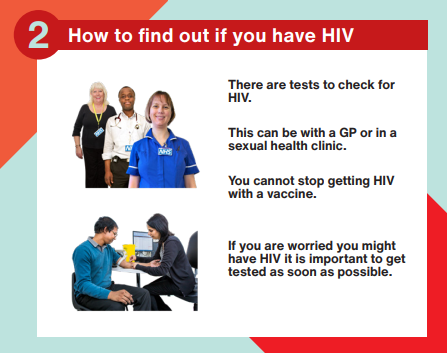 2
How to find out if you have HIV
There are tests to check for
HIV.
This can be with a GP or in a
sexual health clinic.
NHS
You cannot stop getting HIV
with a vaccine.
If you are worried you might
have HIV it is important to get
tested as soon as possible.